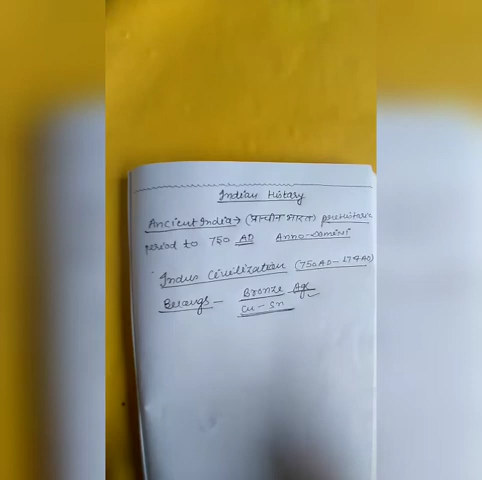 Indian History
Ancient India → (प्राचीन भारत) prehistoric
period to 750 AD Anno-Domini
Indus Civilization (750 AD - 174 AD)
Belongs - Bronze Age
Cu - Sn